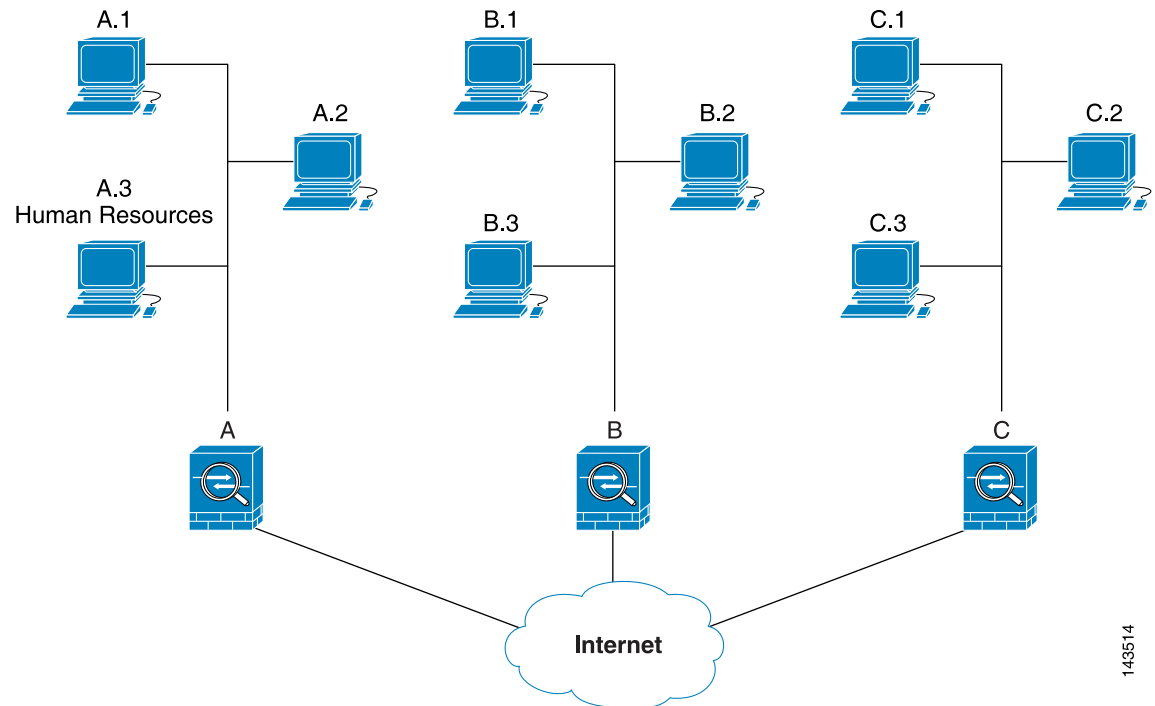 A.1
B.1
C.1
A.2
B.2
C.2
A.3
Human Resources
B.3
C.3
A
B
C
Internet
143514